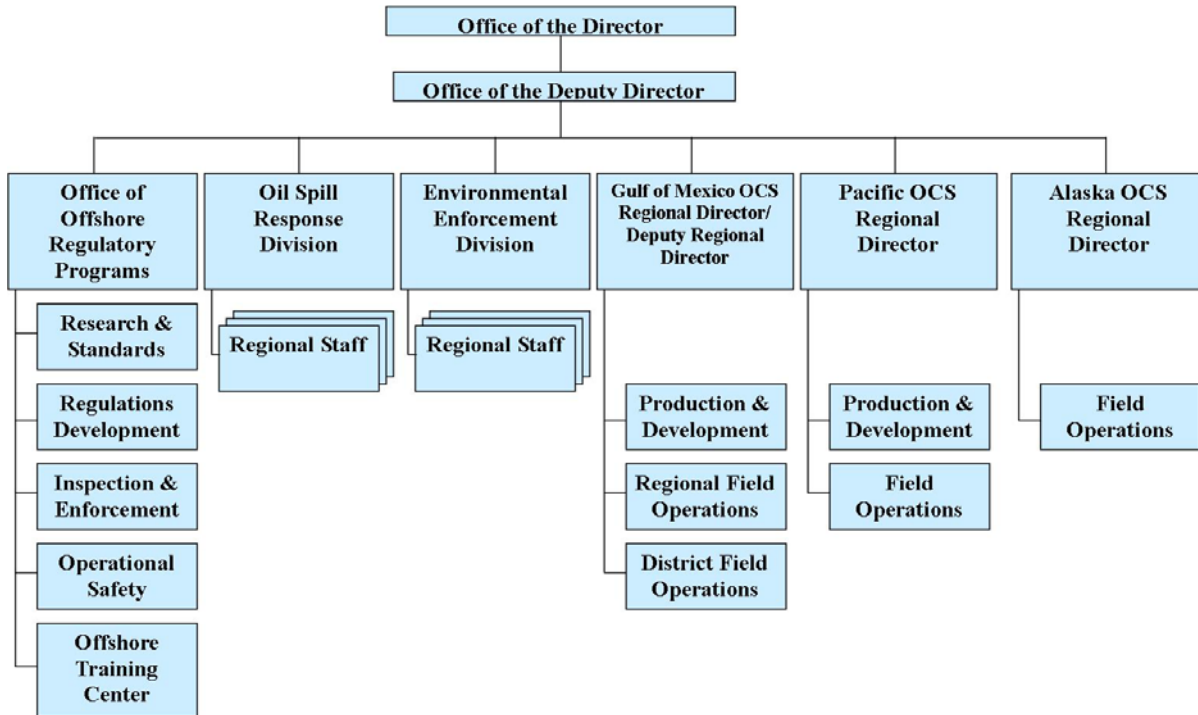 Office of the Director
Office of the Deputy Director
Office of
Offshore
Regulatory
Programs
Oil Spill
Response
Division
Environmental
Enforcement
Division
Gulf of Mexico OCS
Regional Director/
Deputy Regional
Director
Pacific OCS
Regional
Director
Alaska OCS
Regional
Director
Research &
Standards
Regulations
Development
Inspection &
Enforcement
Operational
Safety
Offshore
Training
Center
Regional Staff
Regional Staff
Production &
Development
Regional Field
Operations
District Field
Operations
Production &
Development
Field
Operations
Field
Operations